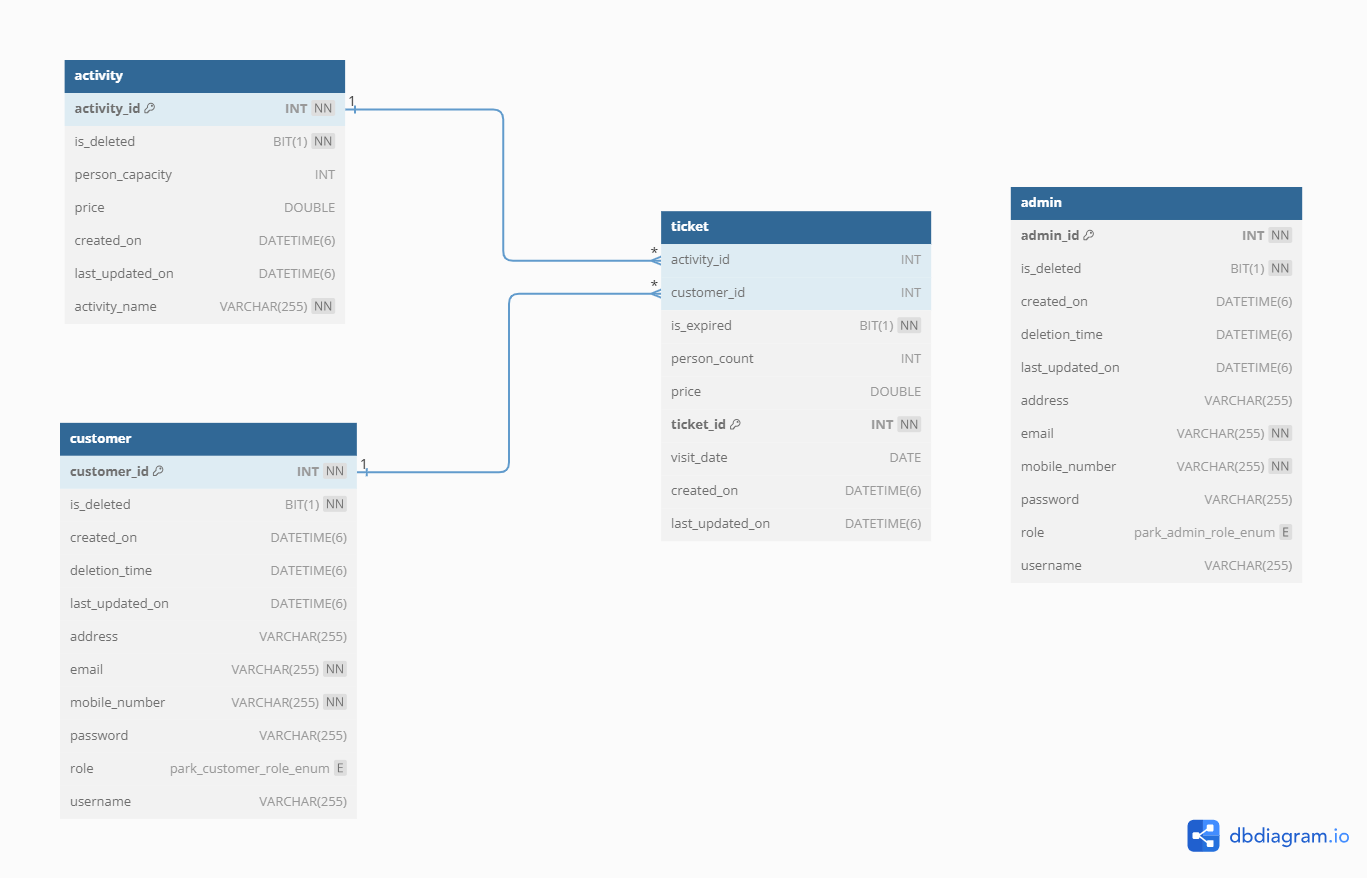 activity
activity_id INT NN
is_deleted BIT(1) NN
person_capacity INT
price DOUBLE
created_on DATETIME(6)
last_updated_on DATETIME(6)
activity_name VARCHAR(255) NN
1
customer
customer_id INT NN
is_deleted BIT(1) NN
created_on DATETIME(6)
deletion_time DATETIME(6)
last_updated_on DATETIME(6)
address VARCHAR(255)
email VARCHAR(255) NN
mobile_number VARCHAR(255) NN
password VARCHAR(255)
role park_customer_role_enum E
username VARCHAR(255)
1
*
*
ticket
activity_id INT
customer_id INT
is_expired BIT(1) NN
person_count INT
price DOUBLE
ticket_id INT NN
visit_date DATE
created_on DATETIME(6)
last_updated_on DATETIME(6)
admin
admin_id INT NN
is_deleted BIT(1) NN
created_on DATETIME(6)
deletion_time DATETIME(6)
last_updated_on DATETIME(6)
address VARCHAR(255)
email VARCHAR(255) NN
mobile_number VARCHAR(255) NN
password VARCHAR(255)
role park_admin_role_enum E
username VARCHAR(255)
dbdiagram.io